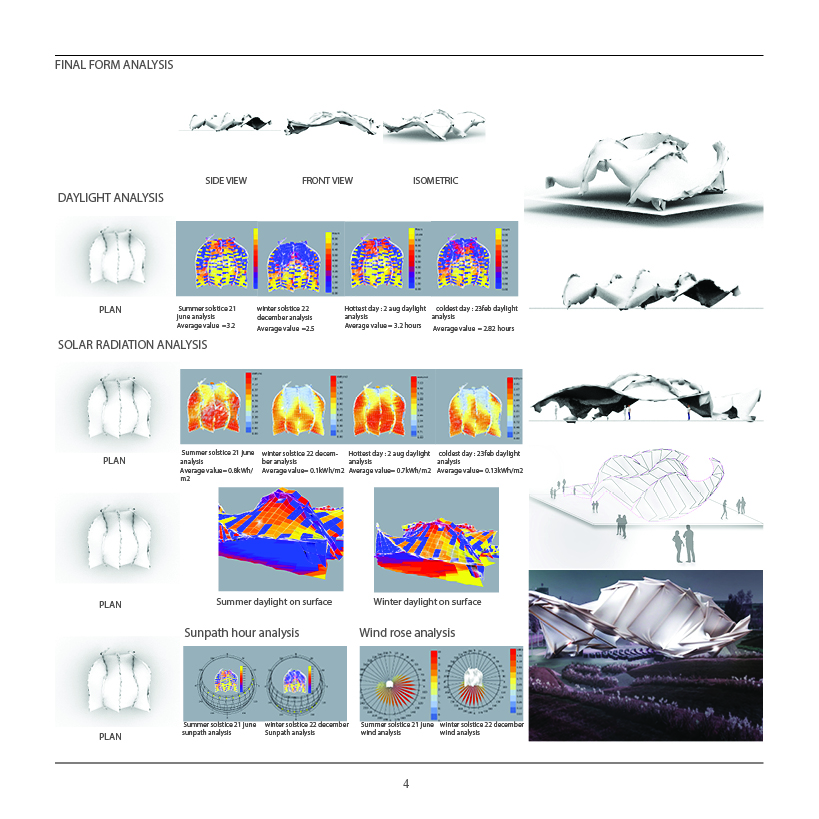 FINAL FORM ANALYSIS
SIDE VIEW
FRONT VIEW
ISOMETRIC
DAYLIGHT ANALYSIS
PLAN
Summer solstice 21
june analysis
Average value =3.2
winter solstice 22
december analysis
Average value =2.5
Hottest day : 2 aug daylight
analysis
Average value = 3.2 hours
coldest day : 23feb daylight
analysis
Average value = 2.82 hours
SOLAR RADIATION ANALYSIS
PLAN
Summer solstice 21 june
analysis
Average value= 0.8kWh/
m2
winter solstice 22 decem-
ber analysis
Average value= 0.1kWh/m2
Hottest day : 2 aug daylight
analysis
Average value= 0.7kWh/m2
coldest day : 23feb daylight
analysis
Average value= 0.13kWh/m2
PLAN
Summer daylight on surface
Winter daylight on surface
Sunpath hour analysis
Wind rose analysis
PLAN
Summer solstice 21 june
sunpath analysis
winter solstice 22 december
Sunpath analysis
Summer solstice 21 june
wind analysis
winter solstice 22 december
wind analysis
4